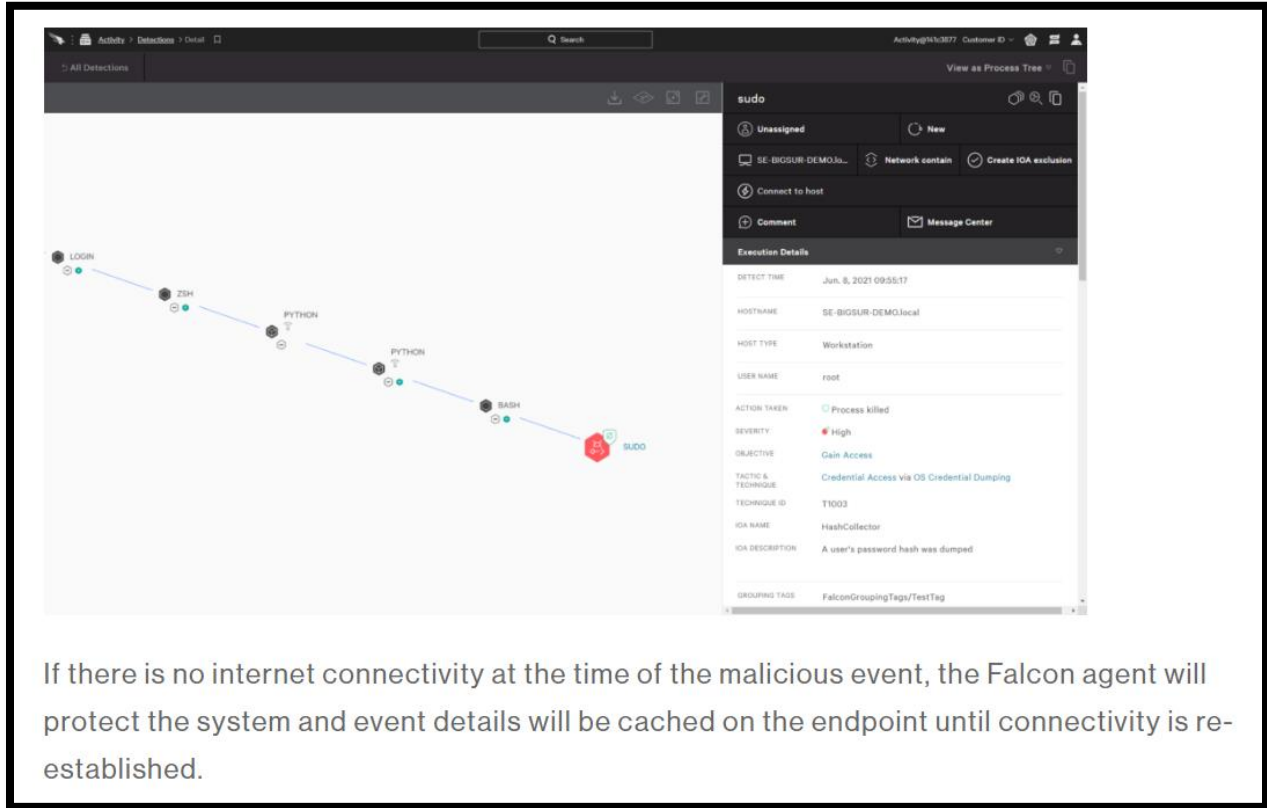 Activity > Detections > Detail
Search
Activity@141c3877 Customer ID
All Detections
View as Process Tree
sudo
Unassigned
New
SE-BIGSUR-DEMO.lo...
Network contain
Create IOA exclusion
Connect to host
Comment
Message Center
Execution Details
DETECT TIME Jun. 8, 2021 09:55:17
HOSTNAME SE-BIGSUR-DEMO.local
HOST TYPE Workstation
USER NAME root
ACTION TAKEN Process killed
SEVERITY High
OBJECTIVE Gain Access
TACTIC & TECHNIQUE Credential Access via OS Credential Dumping
TECHNIQUE ID T1003
IOA NAME HashCollector
IOA DESCRIPTION A user's password hash was dumped
GROUPING TAGS FalconGroupingTags/TestTag
LOGIN
ZSH
PYTHON
PYTHON
BASH
SUDO
If there is no internet connectivity at the time of the malicious event, the Falcon agent will
protect the system and event details will be cached on the endpoint until connectivity is re-
established.